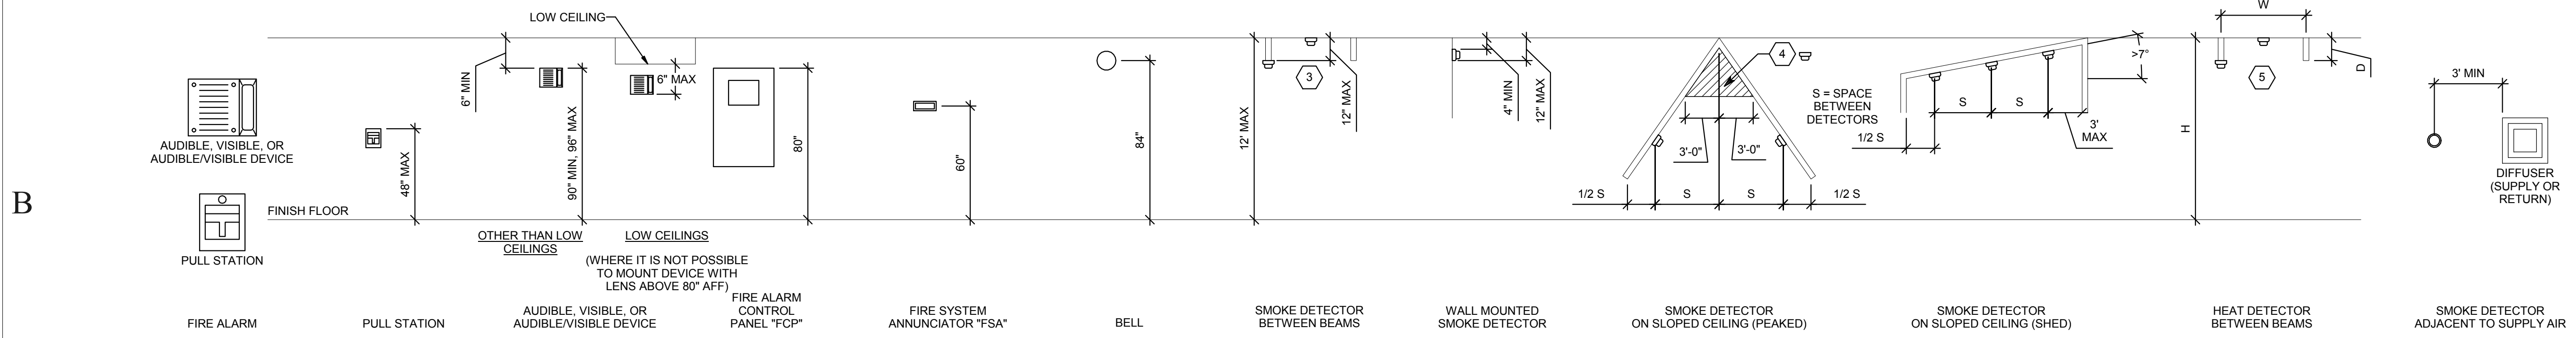 B
AUDIBLE, VISIBLE, OR
AUDIBLE/VISIBLE DEVICE
PULL STATION
FIRE ALARM
FINISH FLOOR
48" MAX
PULL STATION
LOW CEILING
6" MIN
90" MIN, 96" MAX
6" MAX
OTHER THAN LOW
CEILINGS
LOW CEILINGS
(WHERE IT IS NOT POSSIBLE
TO MOUNT DEVICE WITH
LENS ABOVE 80" AFF)
AUDIBLE, VISIBLE, OR
AUDIBLE/VISIBLE DEVICE
80"
FIRE ALARM
CONTROL
PANEL "FCP"
60"
FIRE SYSTEM
ANNUNCIATOR "FSA"
84"
BELL
12' MAX
3
12" MAX
SMOKE DETECTOR
BETWEEN BEAMS
4" MIN
12" MAX
WALL MOUNTED
SMOKE DETECTOR
4
3'-0"
3'-0"
1/2 S
S
S
1/2 S
SMOKE DETECTOR
ON SLOPED CEILING (PEAKED)
S = SPACE
BETWEEN
DETECTORS
1/2 S
S
S
3'
MAX
>7°
SMOKE DETECTOR
ON SLOPED CEILING (SHED)
W
H
5
D
HEAT DETECTOR
BETWEEN BEAMS
3' MIN
DIFFUSER
(SUPPLY OR
RETURN)
SMOKE DETECTOR
ADJACENT TO SUPPLY AIR